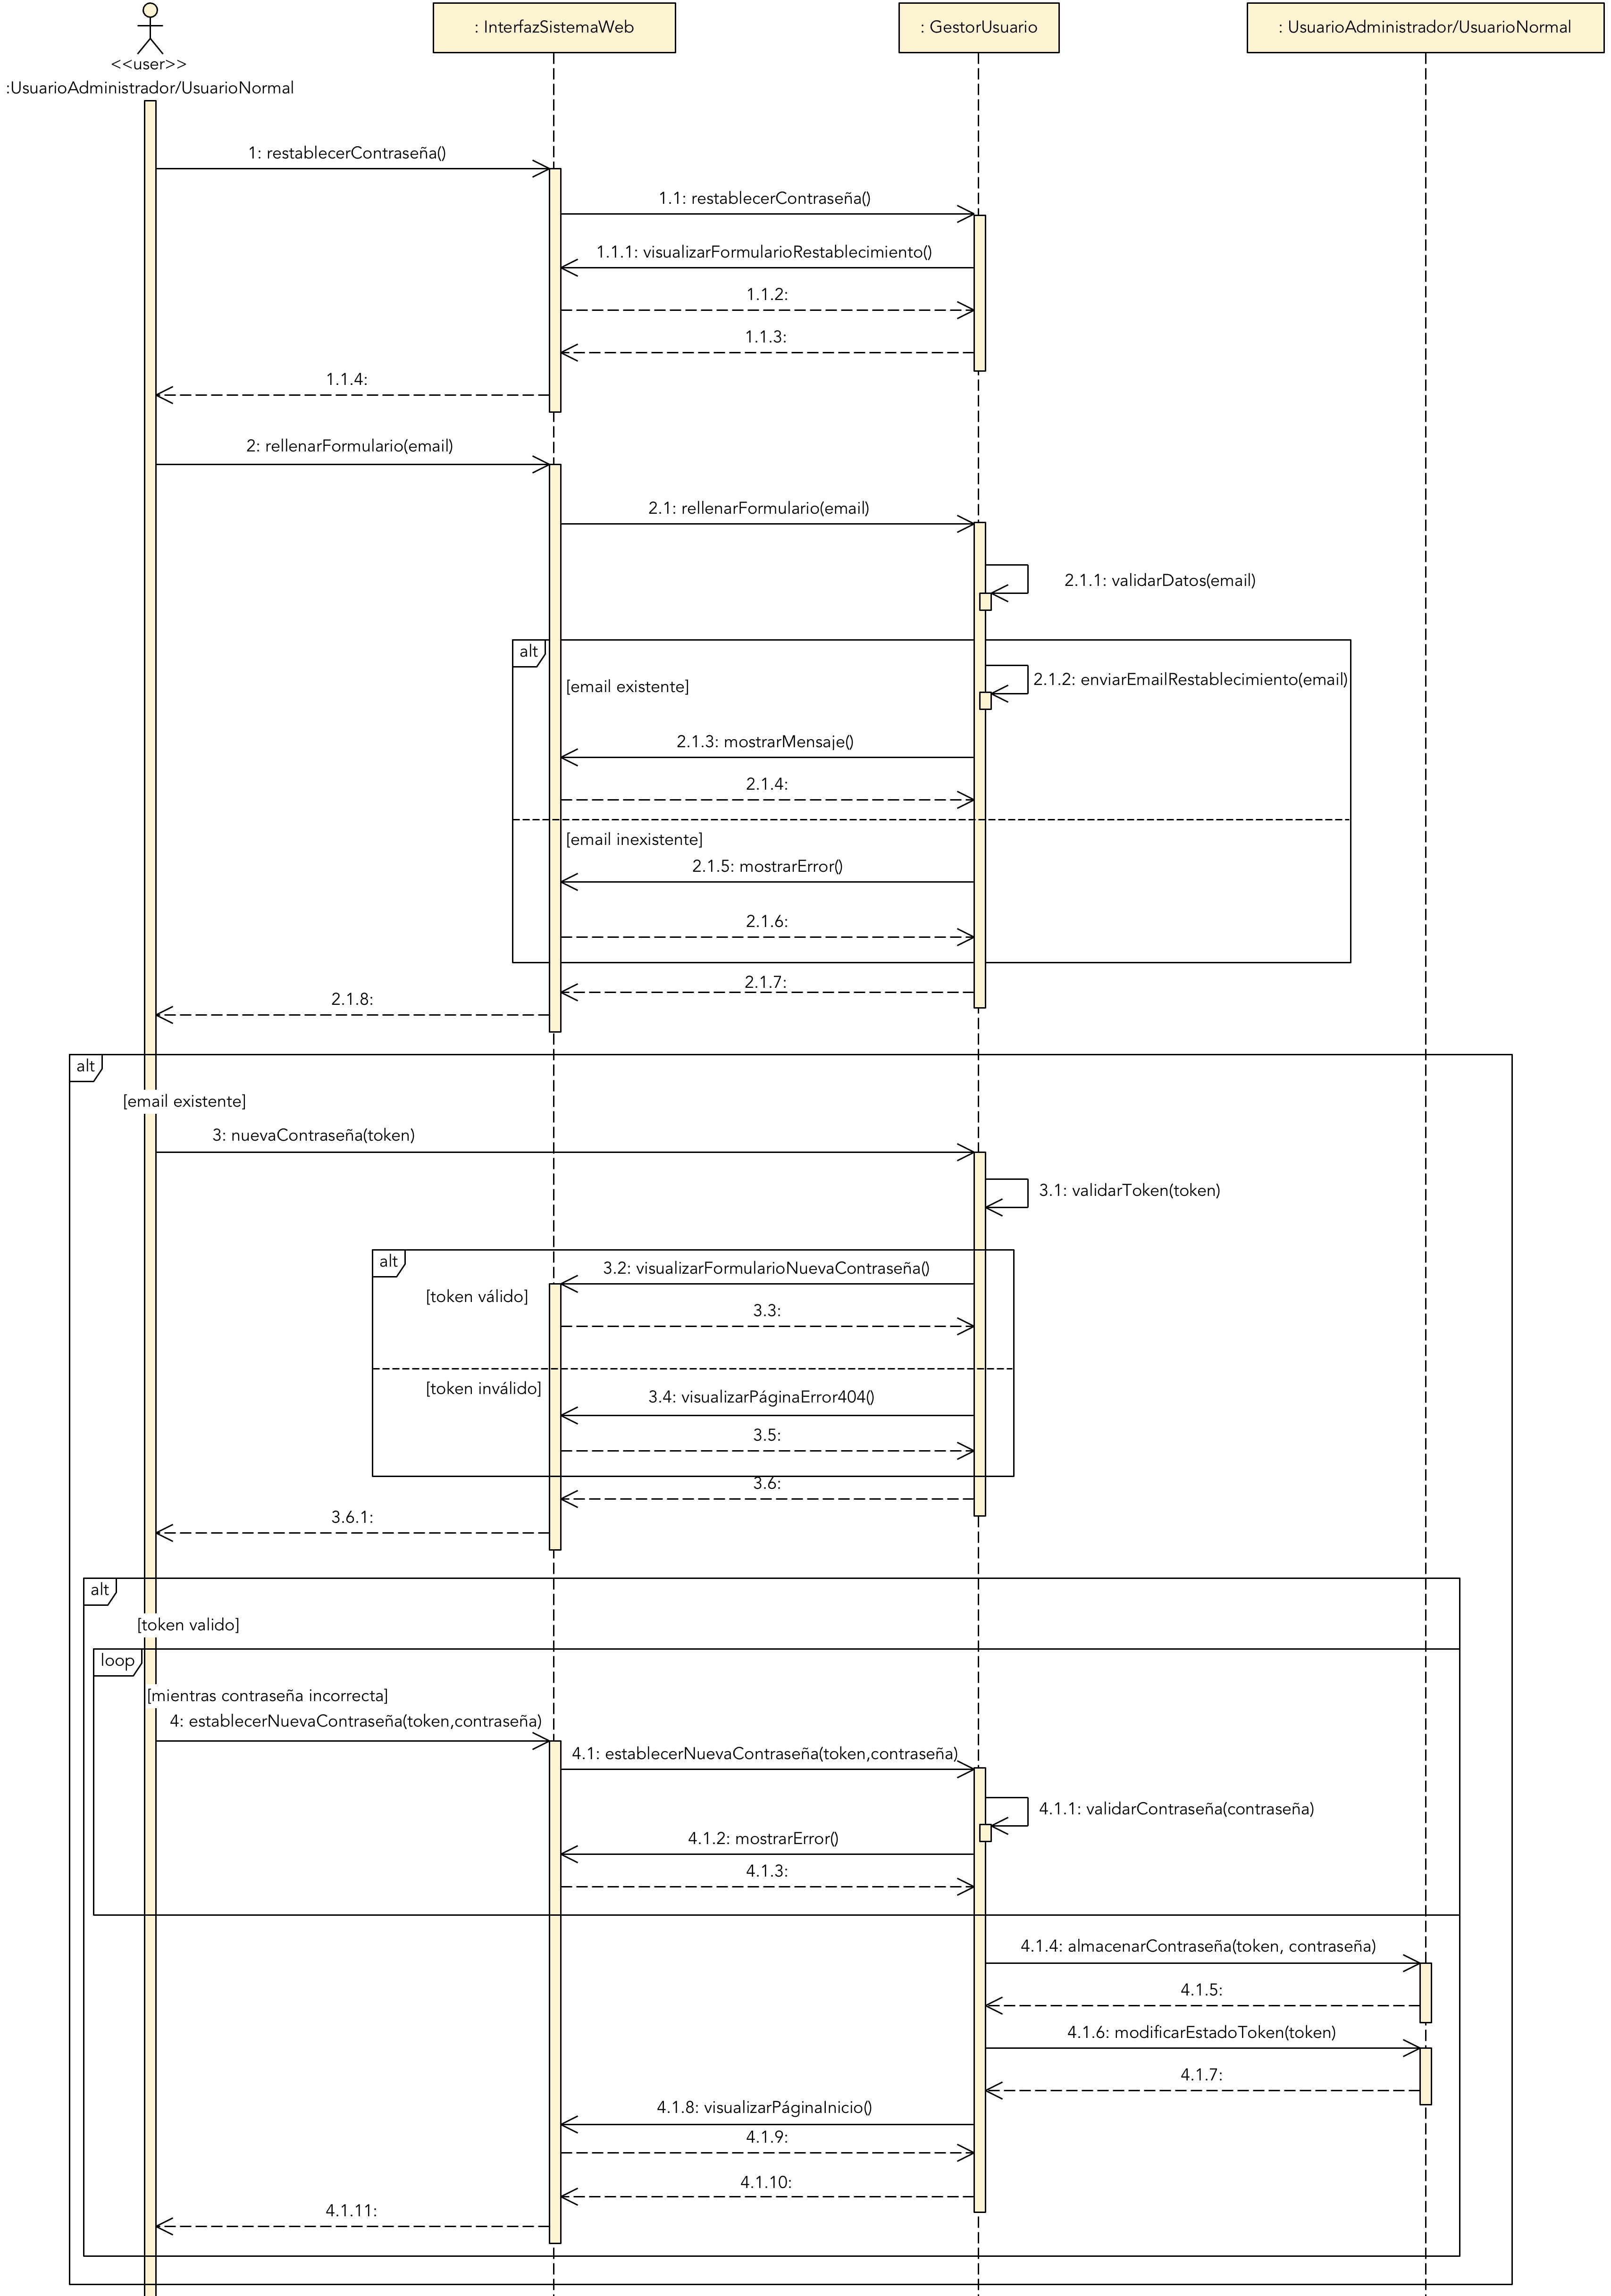 : InterfazSistemaWeb
: GestorUsuario
: UsuarioAdministrador/UsuarioNormal
<<user>>
:UsuarioAdministrador/UsuarioNormal
1: restablecerContraseña()
1.1: restablecerContraseña()
1.1.1: visualizarFormularioRestablecimiento()
1.1.2:
1.1.3:
1.1.4:
2: rellenarFormulario(email)
2.1: rellenarFormulario(email)
2.1.1: validarDatos(email)
alt
2.1.2: enviarEmailRestablecimiento(email)
[email existente]
2.1.3: mostrarMensaje()
2.1.4:
[email inexistente]
2.1.5: mostrarError()
2.1.6:
2.1.7:
2.1.8:
alt
[email existente]
3: nuevaContraseña(token)
3.1: validarToken(token)
alt
3.2: visualizarFormularioNuevaContraseña()
[token válido]
3.3:
[token inválido]
3.4: visualizarPáginaError404()
3.5:
3.6:
3.6.1:
alt
[token valido]
loop
[mientras contraseña incorrecta]
4: establecerNuevaContraseña(token,contraseña)
4.1: establecerNuevaContraseña(token,contraseña)
4.1.1: validarContraseña(contraseña)
4.1.2: mostrarError()
4.1.3:
4.1.4: almacenarContraseña(token, contraseña)
4.1.5:
4.1.6: modificarEstadoToken(token)
4.1.7:
4.1.8: visualizarPáginaInicio()
4.1.9:
4.1.10:
4.1.11: